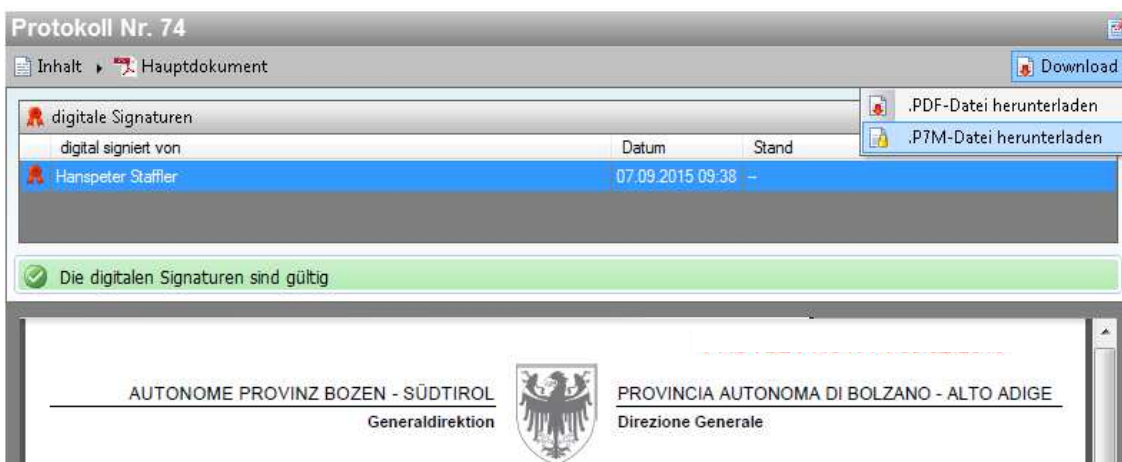 Protokoll Nr. 74
Inhalt Hauptdokument Download
.PDF-Datei herunterladen
.P7M-Datei herunterladen
digitale Signaturen
digital signiert von Datum Stand
Hanspeter Staffler 07.09.2015 09:38 --
Die digitalen Signaturen sind gültig
AUTONOME PROVINZ BOZEN - SÜDTIROL
Generaldirektion
PROVINCIA AUTONOMA DI BOLZANO - ALTO ADIGE
Direzione Generale